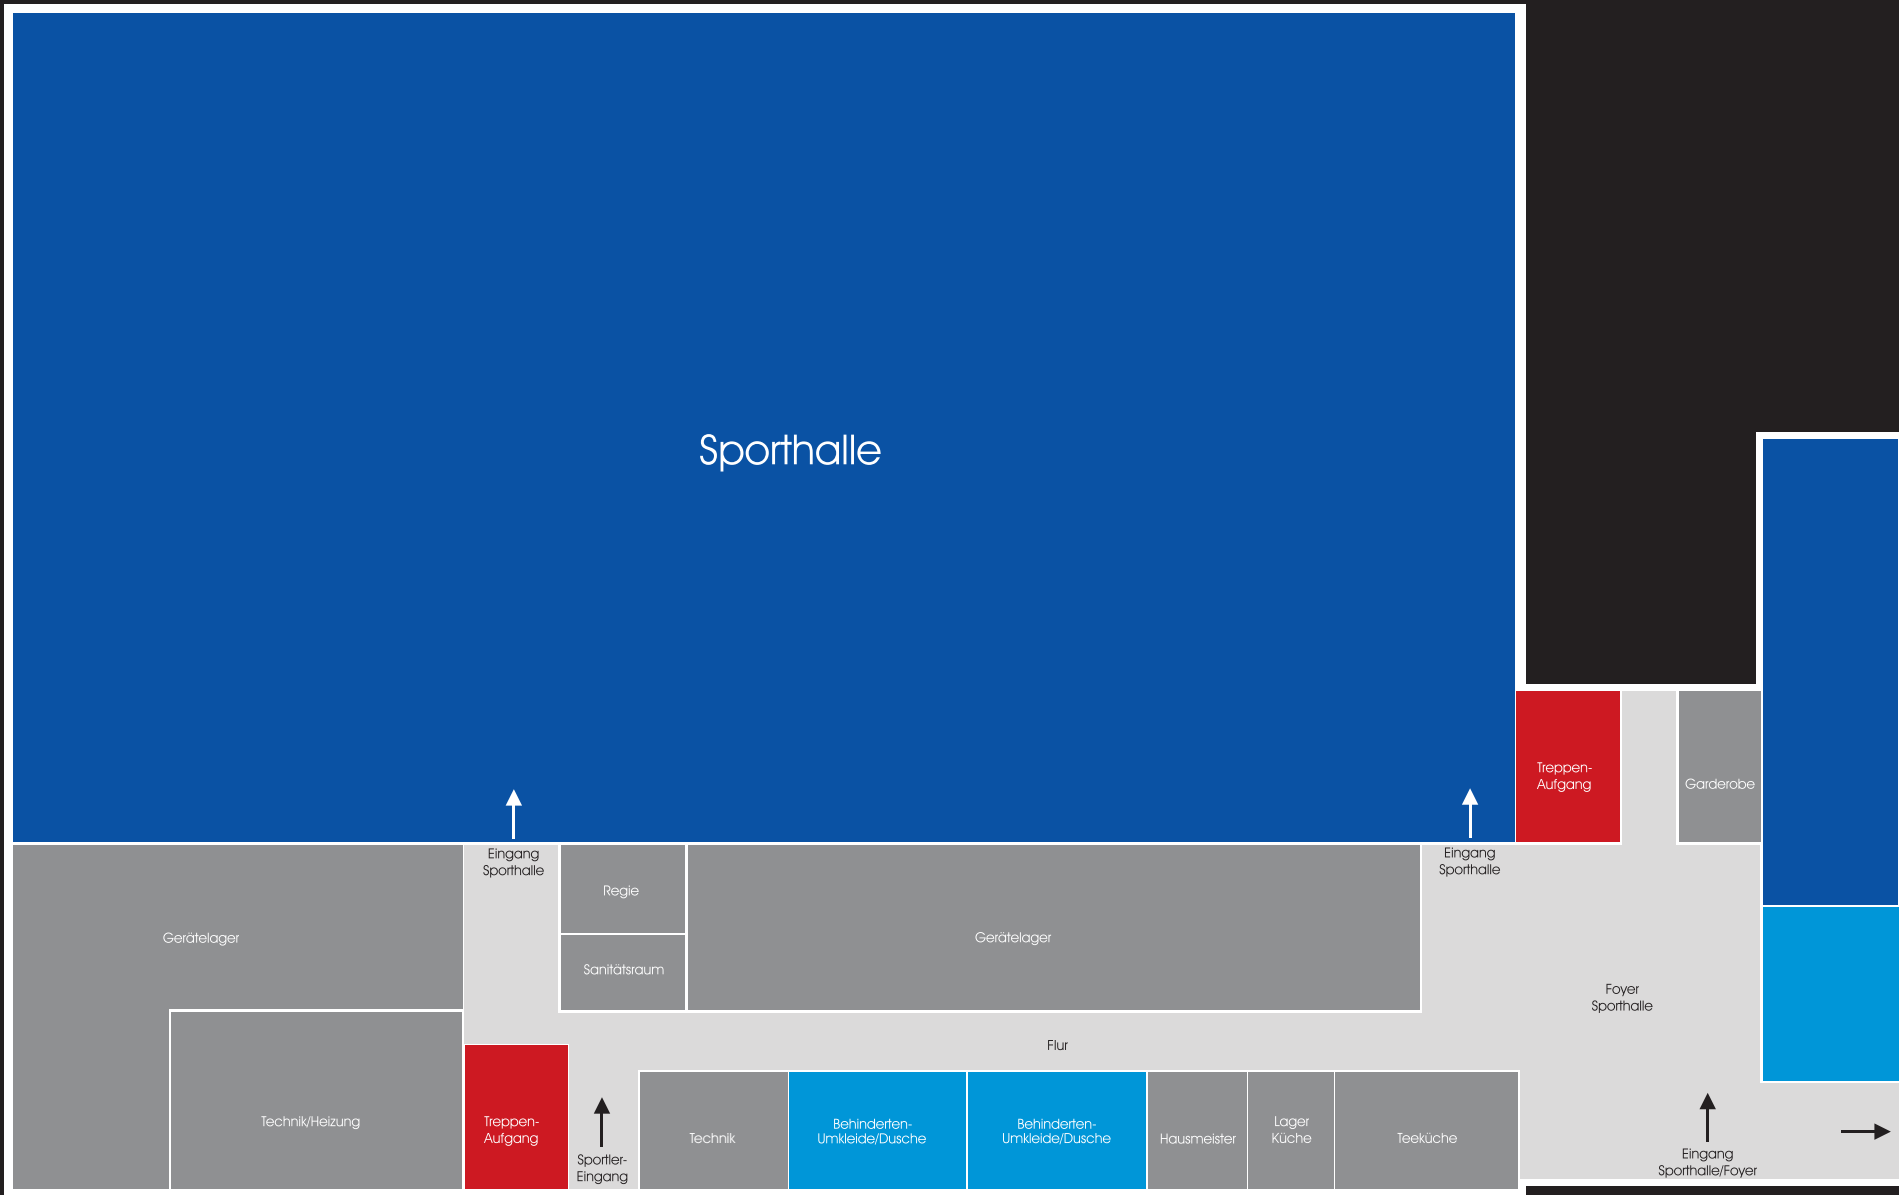 Sporthalle
Treppen-
Aufgang
Garderobe
Eingang
Sporthalle
Eingang
Sporthalle
Regie
Gerätelager
Gerätelager
Sanitätsraum
Foyer
Sporthalle
Flur
Technik/Heizung
Treppen-
Aufgang
Sportler-
Eingang
Technik
Behinderten-
Umkleide/Dusche
Behinderten-
Umkleide/Dusche
Hausmeister
Lager
Küche
Teeküche
Eingang
Sporthalle/Foyer